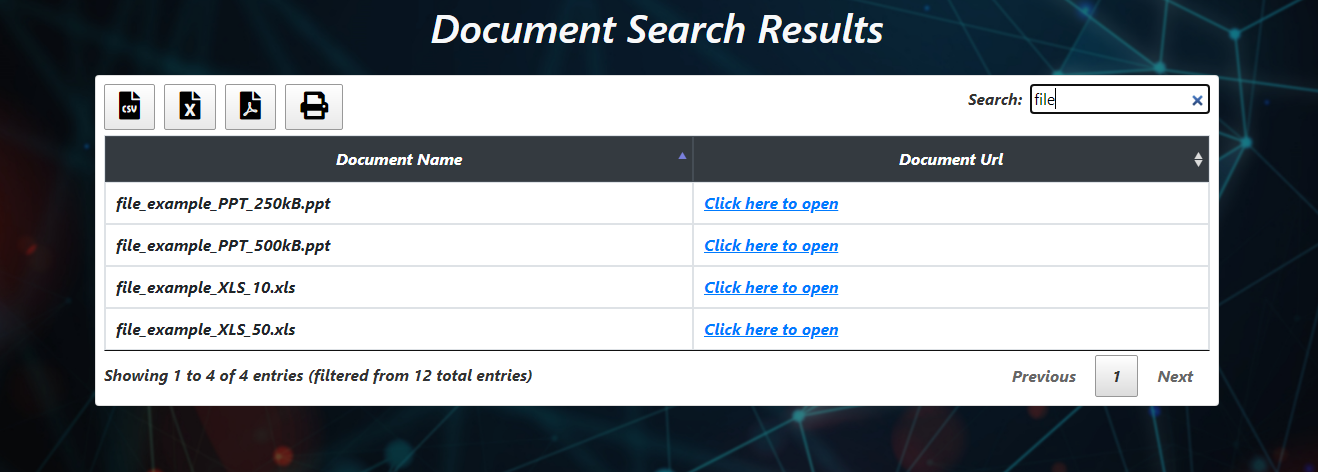 Document Search Results
CSV X Search: file
Document Name Document Url
file_example_PPT_250kB.ppt Click here to open
file_example_PPT_500kB.ppt Click here to open
file_example_XLS_10.xls Click here to open
file_example_XLS_50.xls Click here to open
Showing 1 to 4 of 4 entries (filtered from 12 total entries) Previous 1 Next